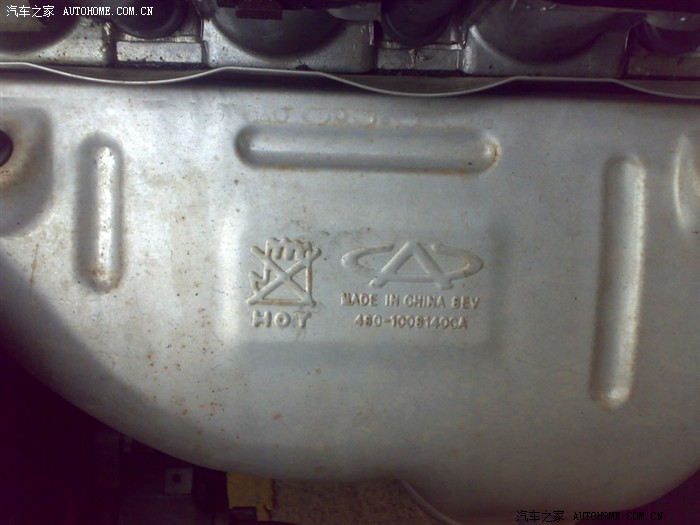 汽车之家 AUTOHOME.COM.CN
HOT
MADE IN CHINA SEV
480-1008140CA
汽车之家 AUTOHOME.COM.CN